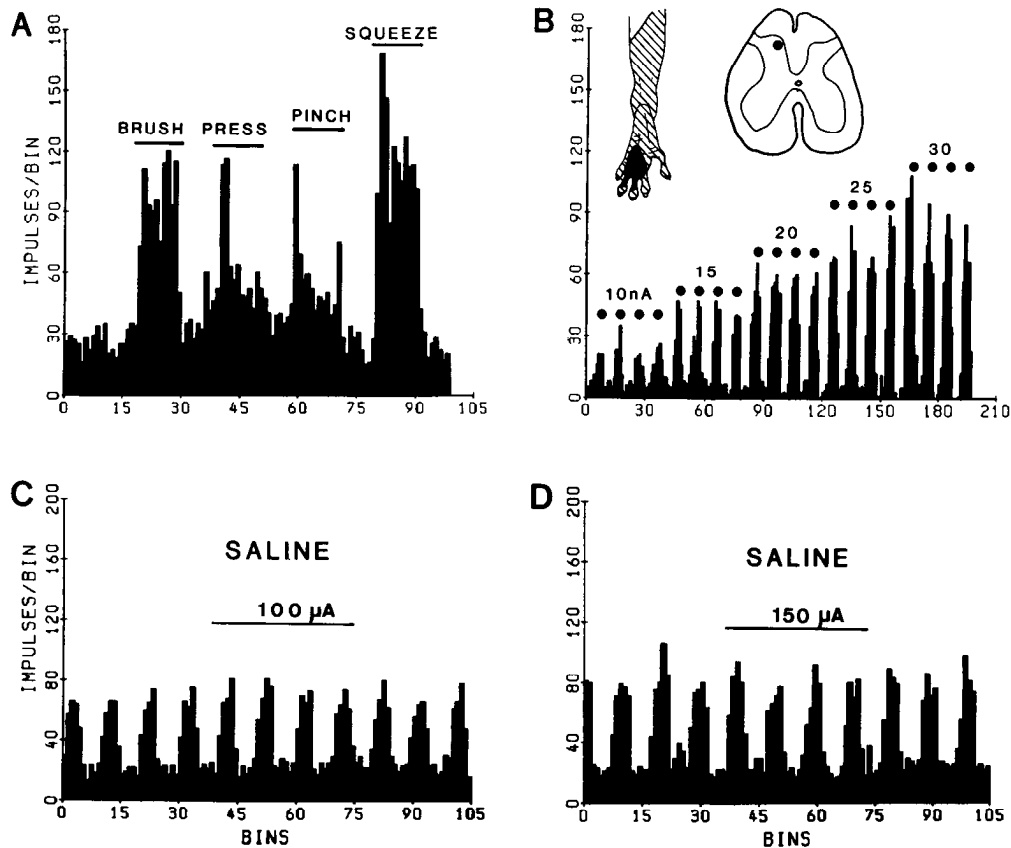 A
IMPULSES/BIN
180
150
120
90
60
30
0
BRUSH
PRESS
PINCH
SQUEEZE
0 15 30 45 60 75 90 105
B
180
150
120
90
60
30
0
10nA
15
20
25
30
0 30 60 90 120 150 180 210
C
IMPULSES/BIN
200
160
120
80
40
0
SALINE
100 µA
0 15 30 45 60 75 90 105
BINS
D
200
160
120
80
40
0
SALINE
150 µA
0 15 30 45 60 75 90 105
BINS